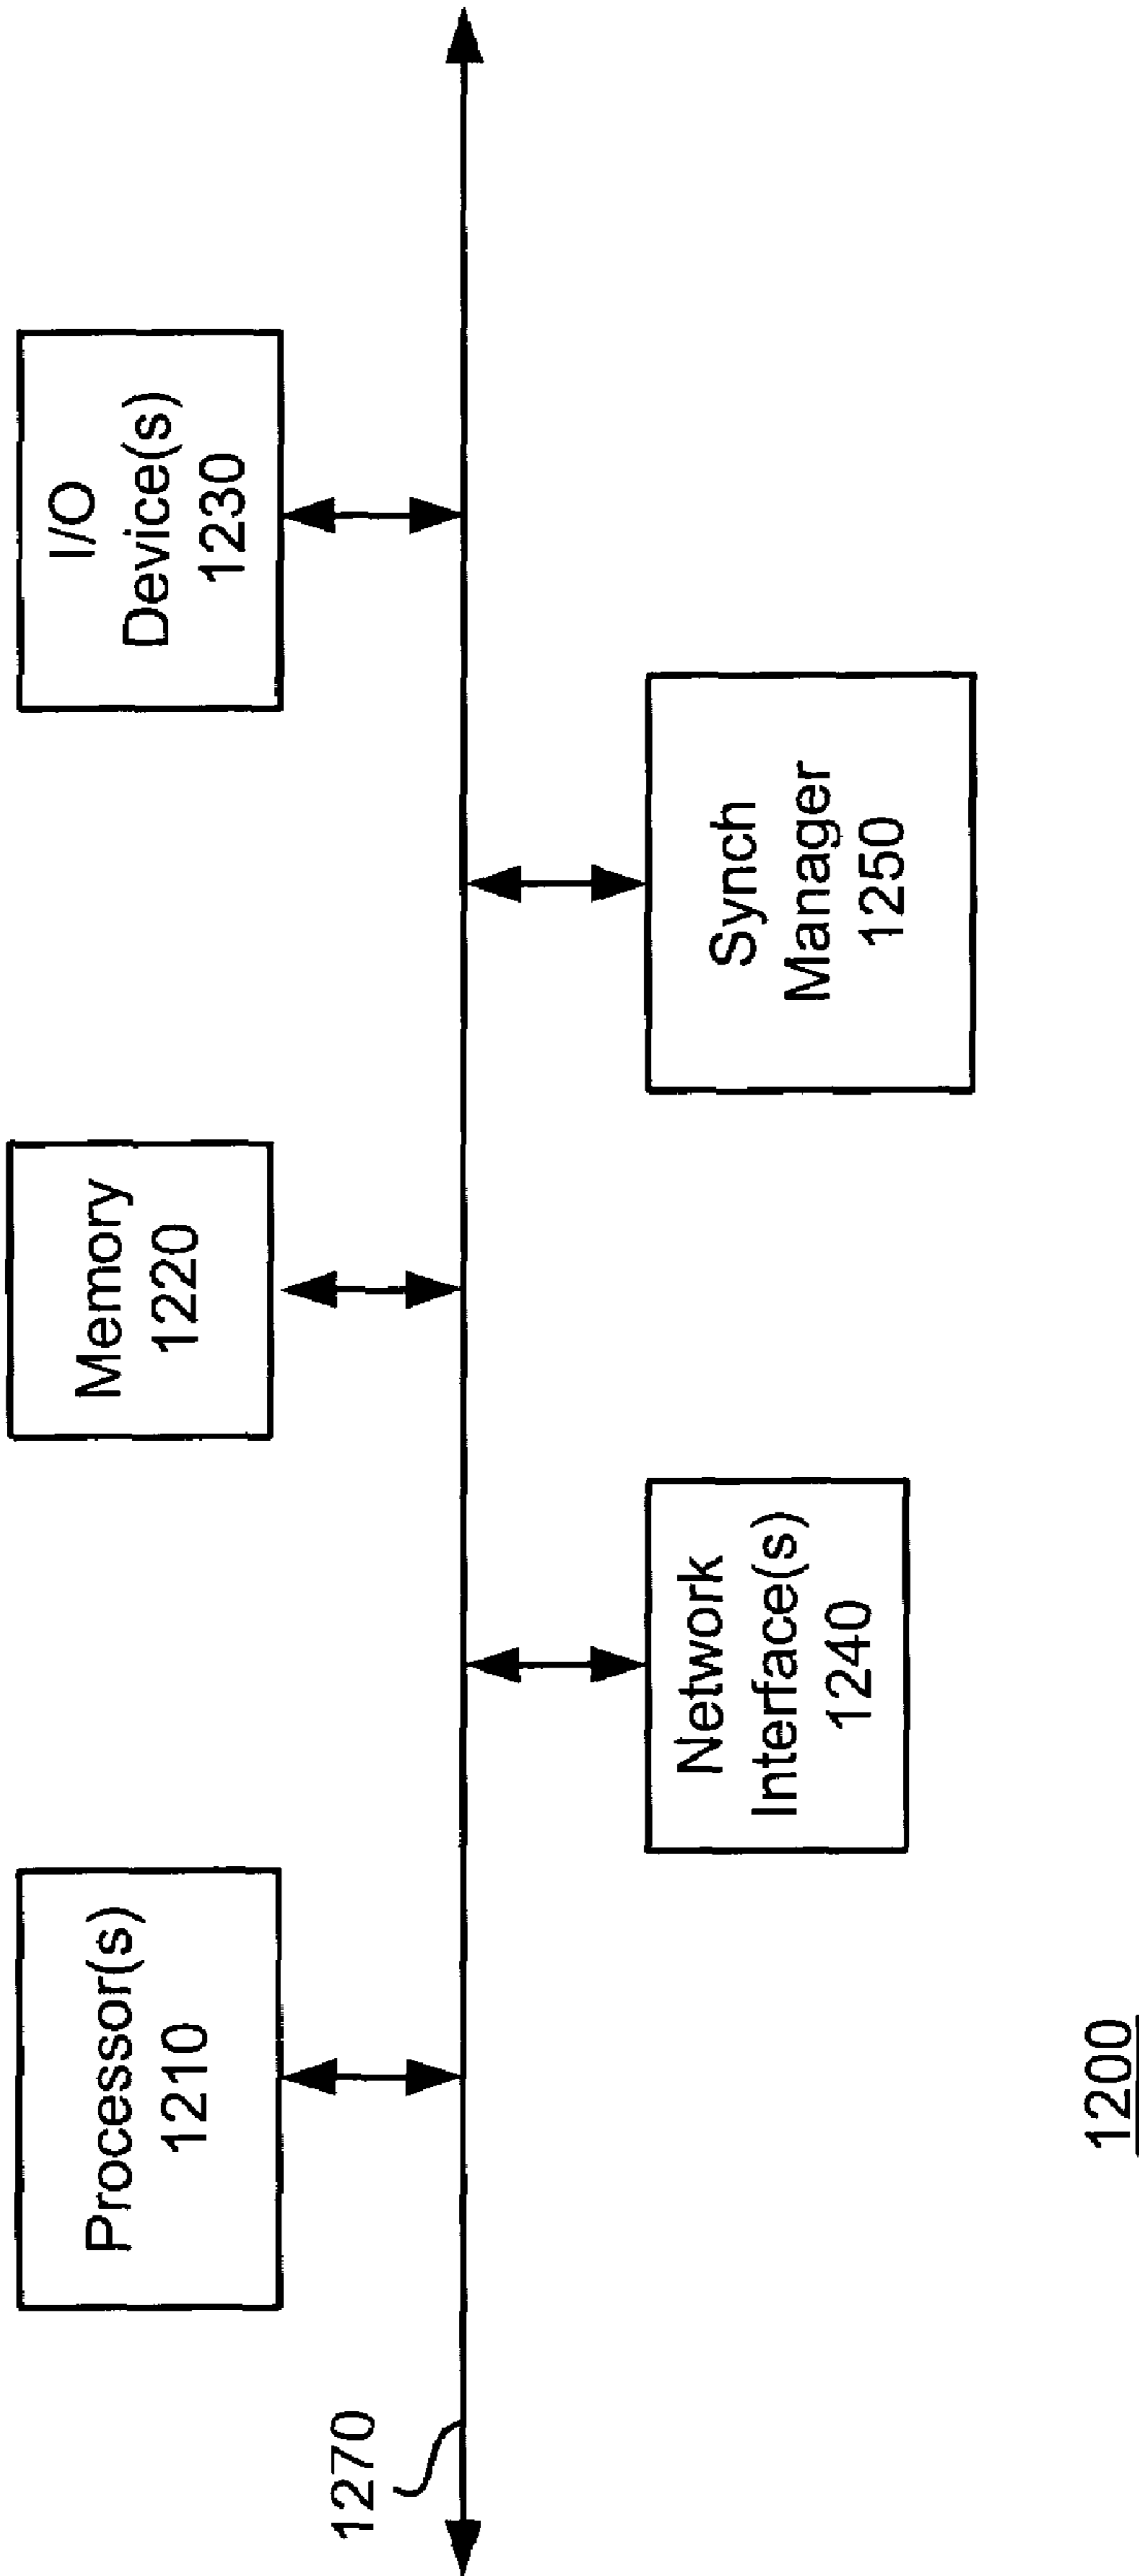 Processor(s)
1210
Memory
1220
I/O
Device(s)
1230
1270
Network
Interface(s)
1240
Synch
Manager
1250
1200